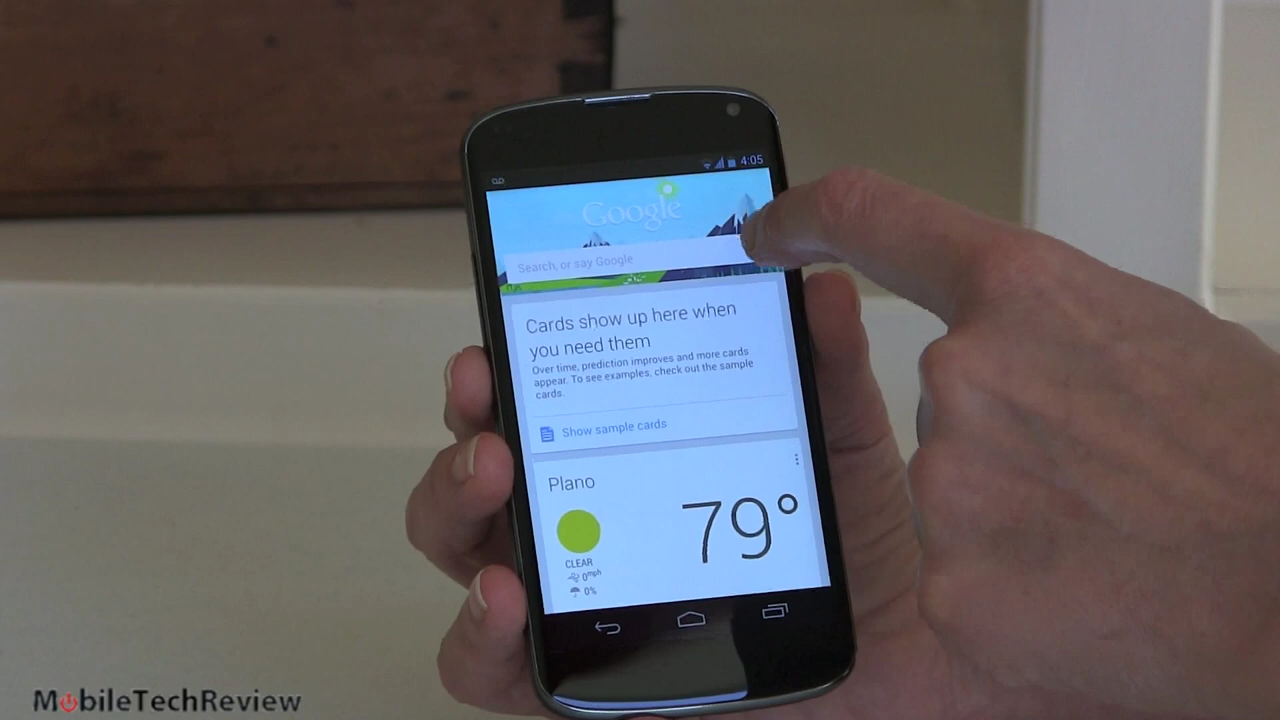 4:05
Google
Search, or say Google
Cards show up here when
you need them
Over time, prediction improves and more cards
appear. To see examples, check out the sample
cards.
Show sample cards
Plano
79°
CLEAR
0mph
0%
MobileTechReview